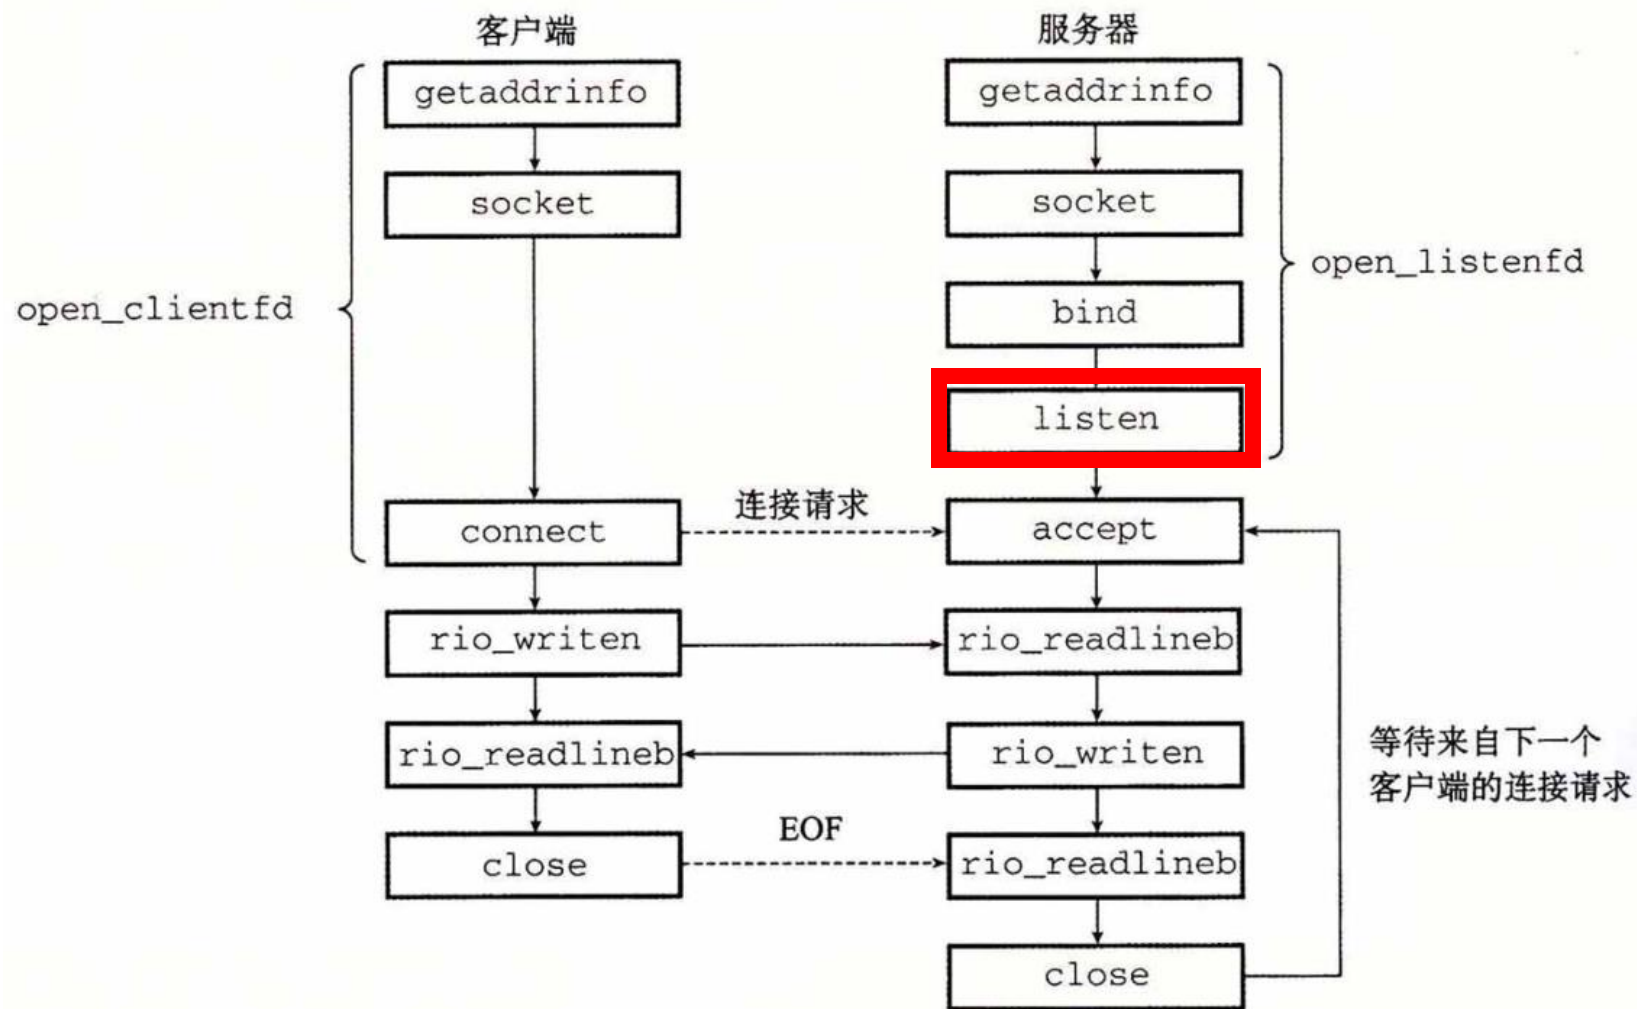 客户端
服务器
getaddrinfo
getaddrinfo
socket
socket
open_clientfd
bind
open_listenfd
listen
connect
连接请求
accept
rio_writen
rio_readlineb
rio_readlineb
rio_writen
等待来自下一个
客户端的连接请求
close
EOF
rio_readlineb
close